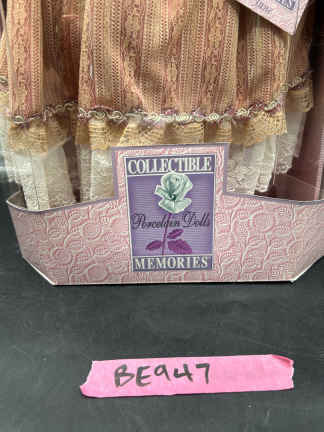 COLLECTIBLE
Porcelain Dolls
MEMORIES
BE947